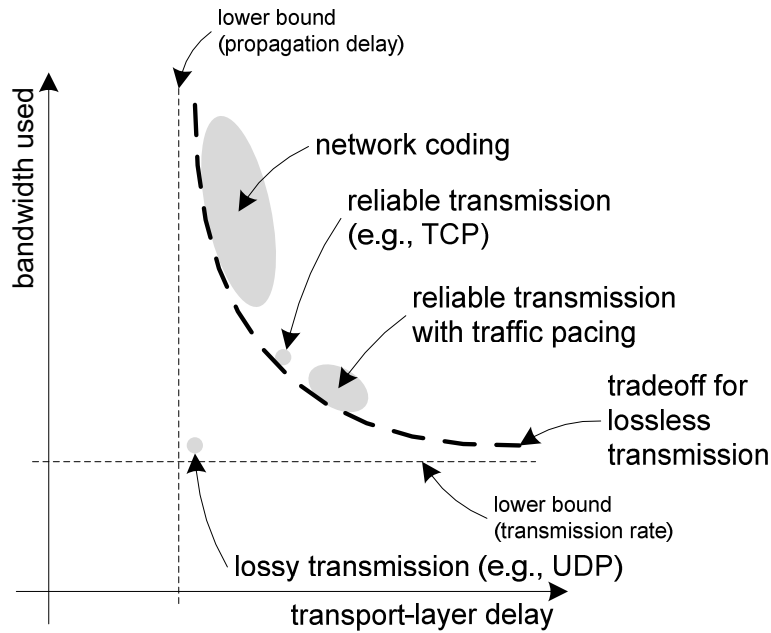 lower bound
(propagation delay)
bandwidth used
network coding
reliable transmission
(e.g., TCP)
reliable transmission
with traffic pacing
tradeoff for
lossless
transmission
lower bound
(transmission rate)
lossy transmission (e.g., UDP)
transport-layer delay